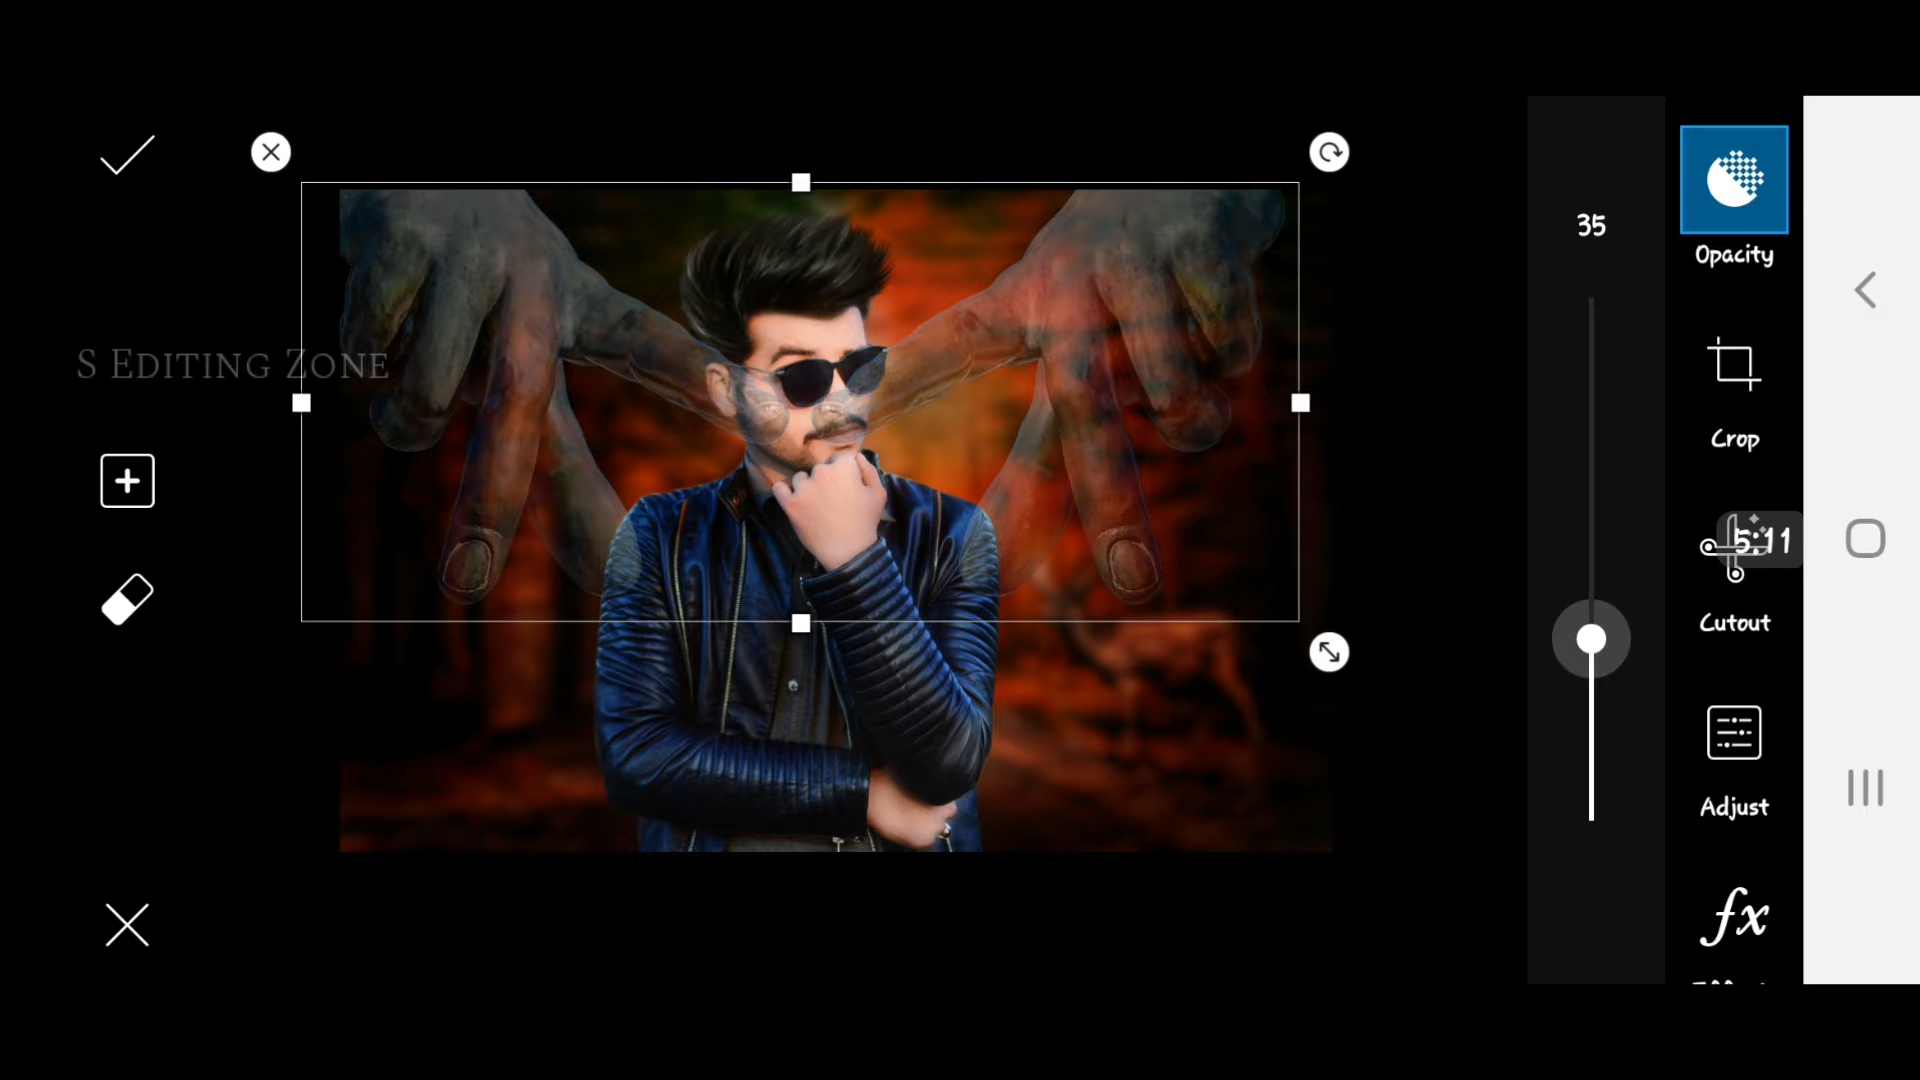 35
Opacity
S EDITING ZONE
Crop
5:11
Cutout
Adjust
fx